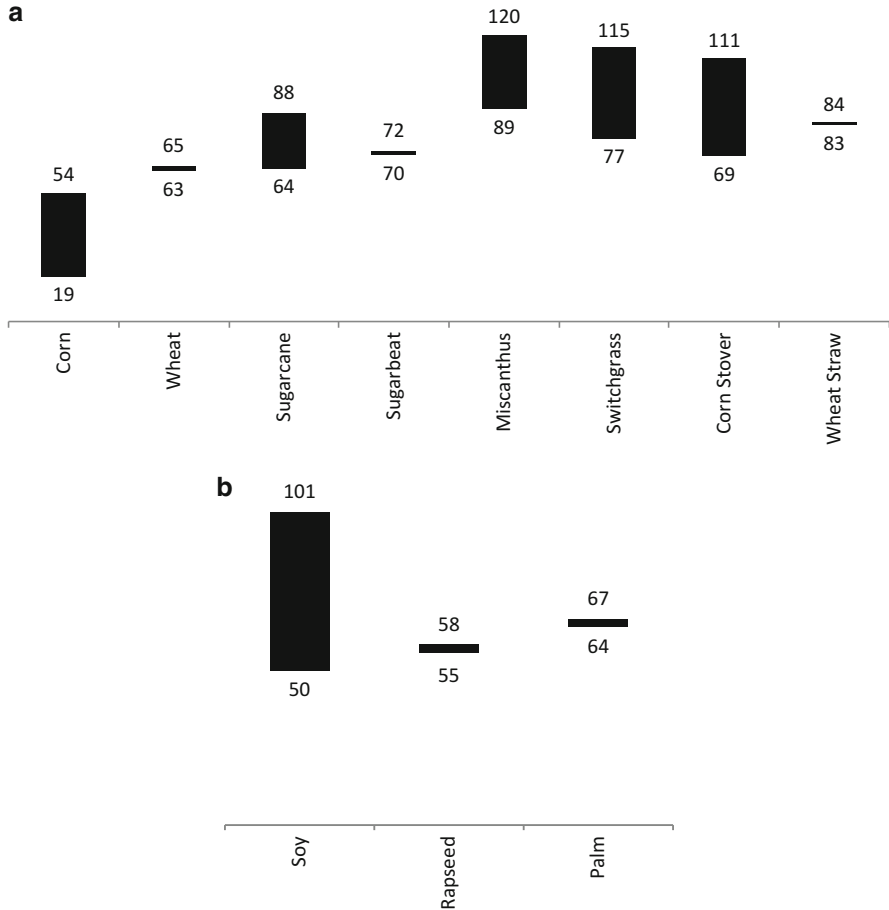 a
120
115
111
88
84
72
65
54
89
83
77
70
69
64
63
19
Corn
Wheat
Sugarcane
Sugarbeat
Miscanthus
Switchgrass
Corn Stover
Wheat Straw
b
101
67
58
64
55
50
Soy
Rapseed
Palm